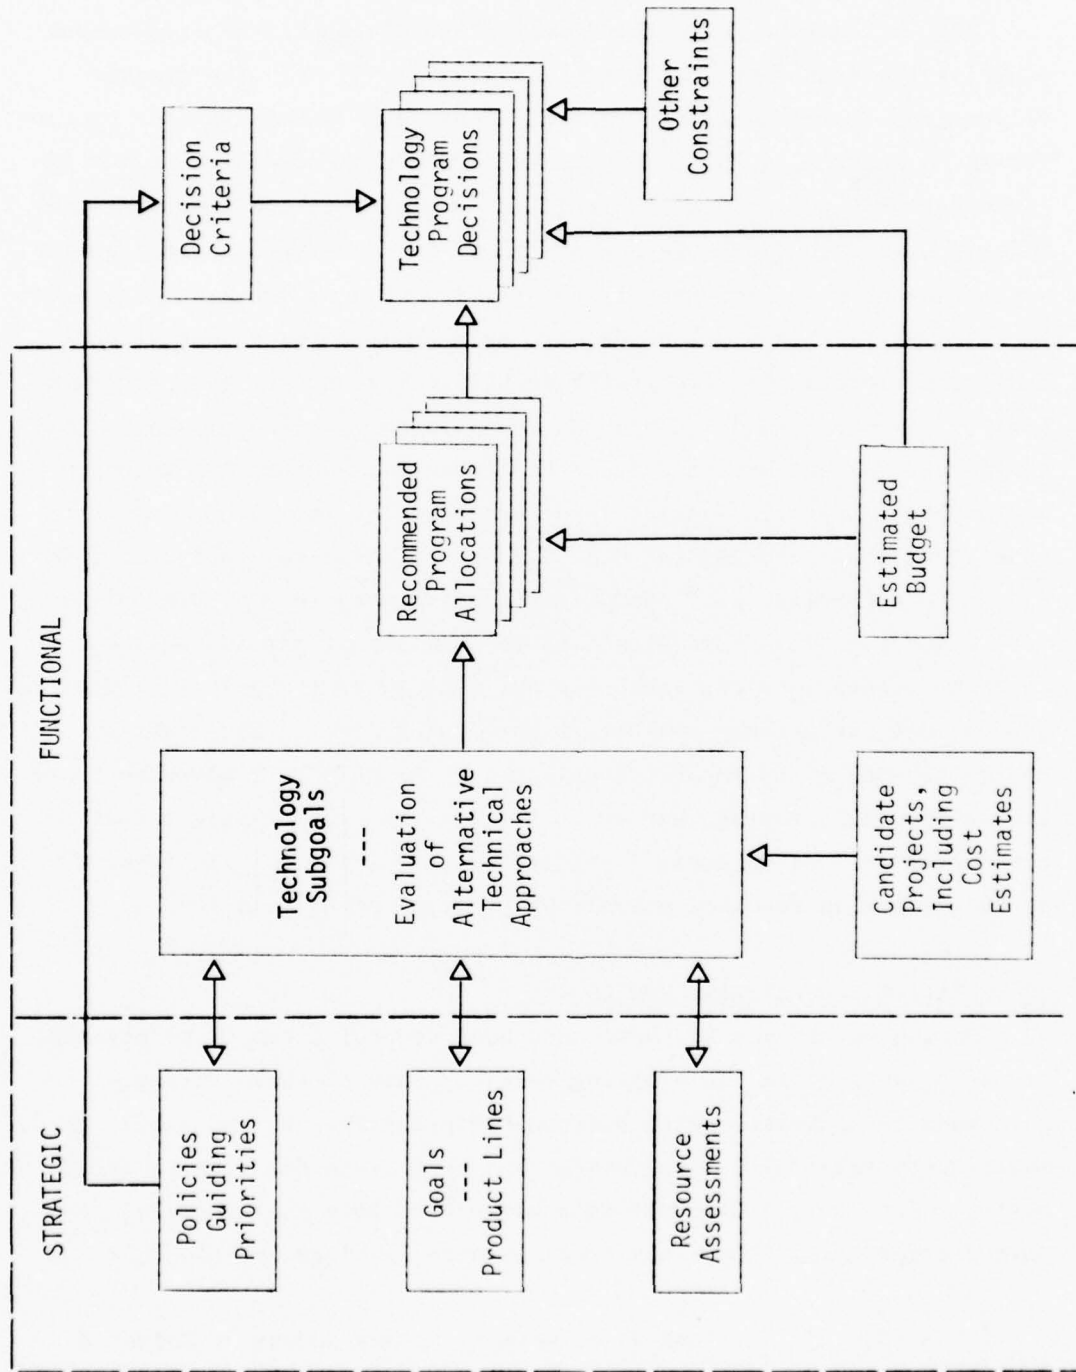 STRATEGIC
FUNCTIONAL
Policies
Guiding
Priorities
Goals
---
Product Lines
Resource
Assessments
Technology
Subgoals
---
Evaluation
of
Alternative
Technical
Approaches
Candidate
Projects,
Including
Cost
Estimates
Recommended
Program
Allocations
Estimated
Budget
Decision
Criteria
Technology
Program
Decisions
Other
Constraints